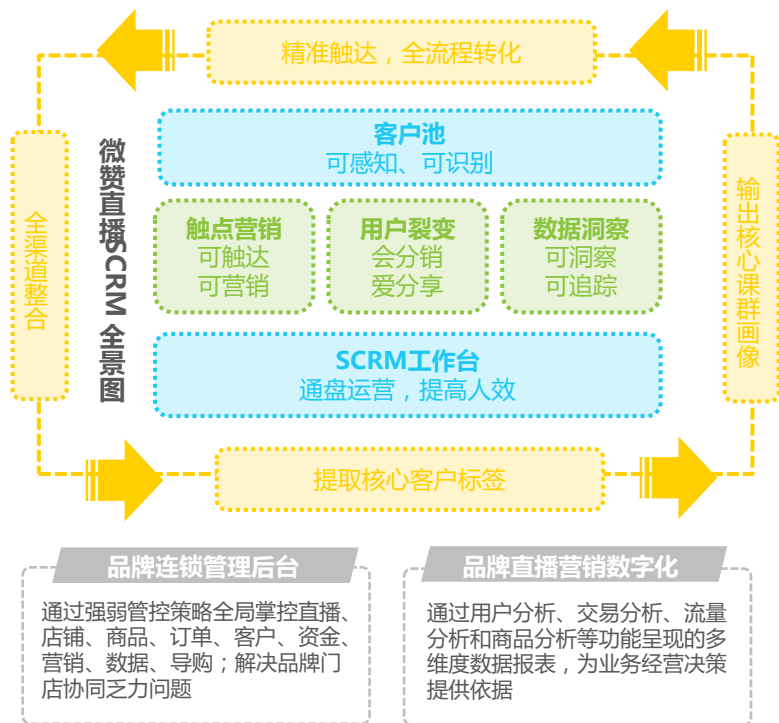 精准触达，全流程转化
微赞直播SCRM 全景图
全渠道整合
客户池
可感知、可识别
触点营销
可触达
可营销
用户裂变
会分销
爱分享
数据洞察
可洞察
可追踪
SCRM工作台
通盘运营，提高人效
输出核心课群画像
提取核心客户标签
品牌连锁管理后台
通过强弱管控策略全局掌控直播、
店铺、商品、订单、客户、资金、
营销、数据、导购；解决品牌门
店协同乏力问题
品牌直播营销数字化
通过用户分析、交易分析、流量
分析和商品分析等功能呈现的多
维度数据报表，为业务经营决策
提供依据